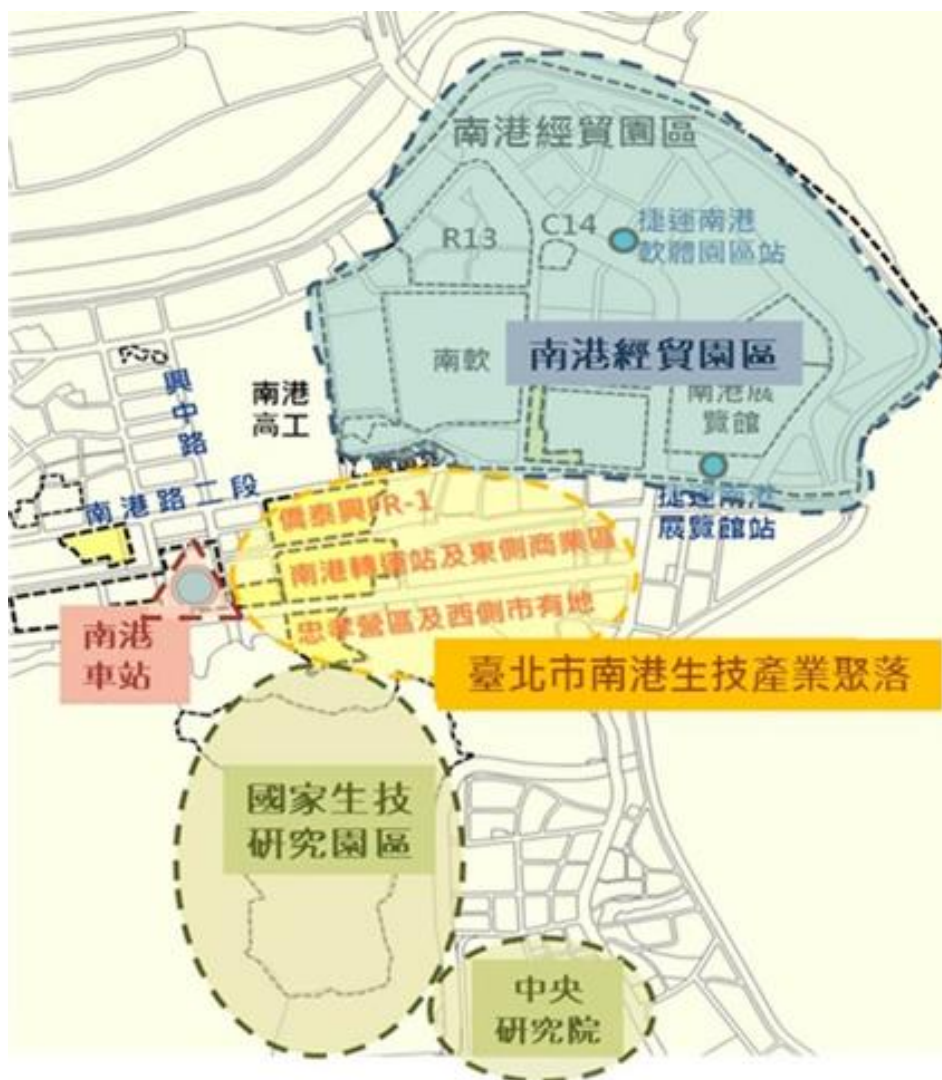 南港經貿園區
R13
C14
捷運南港
軟體園區站
南軟
南港經貿園區
南港展
覽館
南港
高工
興中路
南港路二段
捷運南港
展覽館站
僑泰興PR-1
南港轉運站及東側商業區
忠孝營區及西側市有地
南港
車站
臺北市南港生技產業聚落
國家生技
研究園區
中央
研究院